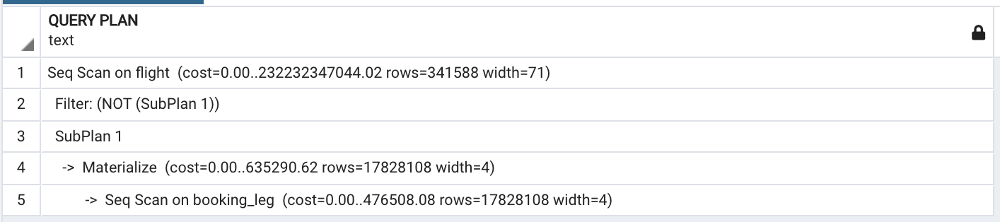 QUERY PLAN
text
1 Seq Scan on flight (cost=0.00..232232347044.02 rows=341588 width=71)
2 Filter: (NOT (SubPlan 1))
3 SubPlan 1
4 -> Materialize (cost=0.00..635290.62 rows=17828108 width=4)
5 -> Seq Scan on booking_leg (cost=0.00..476508.08 rows=17828108 width=4)